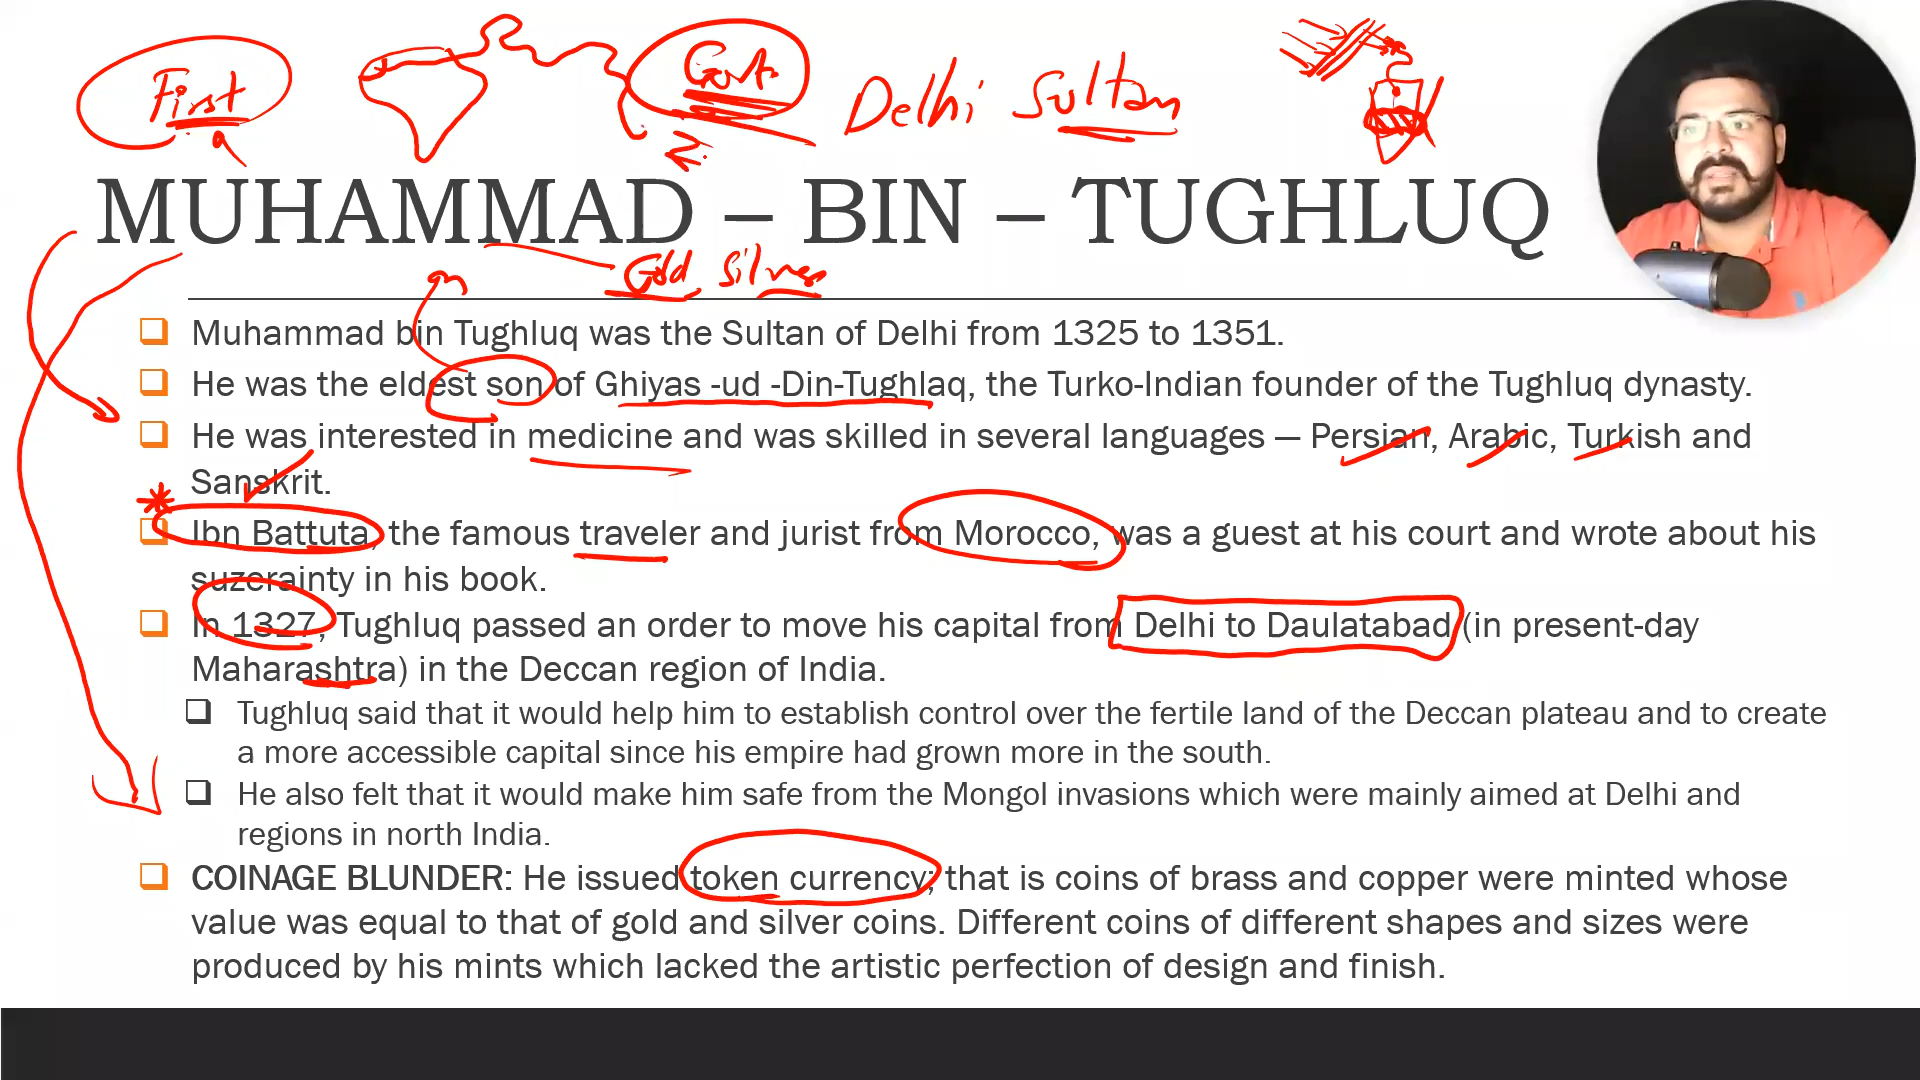 First
Delhi Sultan
MUHAMMAD – BIN – TUGHLUQ
Gold Silver
Muhammad bin Tughluq was the Sultan of Delhi from 1325 to 1351.
He was the eldest son of Ghiyas -ud -Din-Tughlaq, the Turko-Indian founder of the Tughluq dynasty.
He was interested in medicine and was skilled in several languages — Persian, Arabic, Turkish and
Sanskrit.
Ibn Battuta, the famous traveler and jurist from Morocco, was a guest at his court and wrote about his
suzerainty in his book.
In 1327, Tughluq passed an order to move his capital from Delhi to Daulatabad (in present-day
Maharashtra) in the Deccan region of India.
Tughluq said that it would help him to establish control over the fertile land of the Deccan plateau and to create
a more accessible capital since his empire had grown more in the south.
He also felt that it would make him safe from the Mongol invasions which were mainly aimed at Delhi and
regions in north India.
COINAGE BLUNDER: He issued token currency; that is coins of brass and copper were minted whose
value was equal to that of gold and silver coins. Different coins of different shapes and sizes were
produced by his mints which lacked the artistic perfection of design and finish.